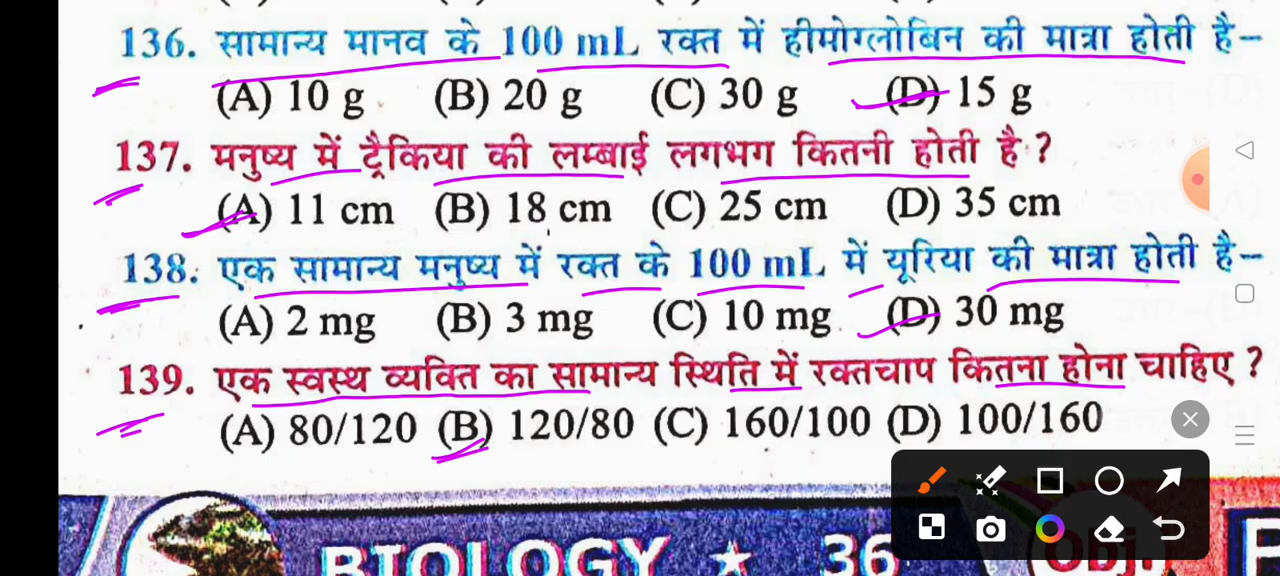 136. सामान्य मानव के 100 mL रक्त में हीमोग्लोबिन की मात्रा होती है–
(A) 10 g (B) 20 g (C) 30 g (D) 15 g
137. मनुष्य में ट्रैकिया की लम्बाई लगभग कितनी होती है ?
(A) 11 cm (B) 18 cm (C) 25 cm (D) 35 cm
138. एक सामान्य मनुष्य में रक्त के 100 mL में यूरिया की मात्रा होती है–
(A) 2 mg (B) 3 mg (C) 10 mg (D) 30 mg
139. एक स्वस्थ व्यक्ति का सामान्य स्थिति में रक्तचाप कितना होना चाहिए ?
(A) 80/120 (B) 120/80 (C) 160/100 (D) 100/160
BIOLOGY ★ 36